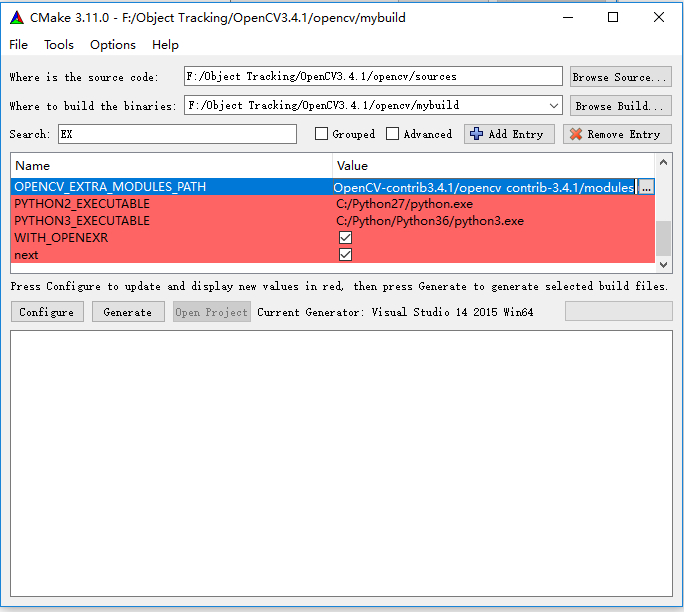 CMake 3.11.0 - F:/Object Tracking/OpenCV3.4.1/opencv/mybuild
File Tools Options Help
Where is the source code: F:/Object Tracking/OpenCV3.4.1/opencv/sources Browse Source...
Where to build the binaries: F:/Object Tracking/OpenCV3.4.1/opencv/mybuild Browse Build...
Search: EX Grouped Advanced Add Entry Remove Entry
Name Value
OPENCV_EXTRA_MODULES_PATH OpenCV-contrib3.4.1/opencv_contrib-3.4.1/modules ...
PYTHON2_EXECUTABLE C:/Python27/python.exe
PYTHON3_EXECUTABLE C:/Python/Python36/python3.exe
WITH_OPENEXR
next
Press Configure to update and display new values in red, then press Generate to generate selected build files.
Configure Generate Open Project Current Generator: Visual Studio 14 2015 Win64